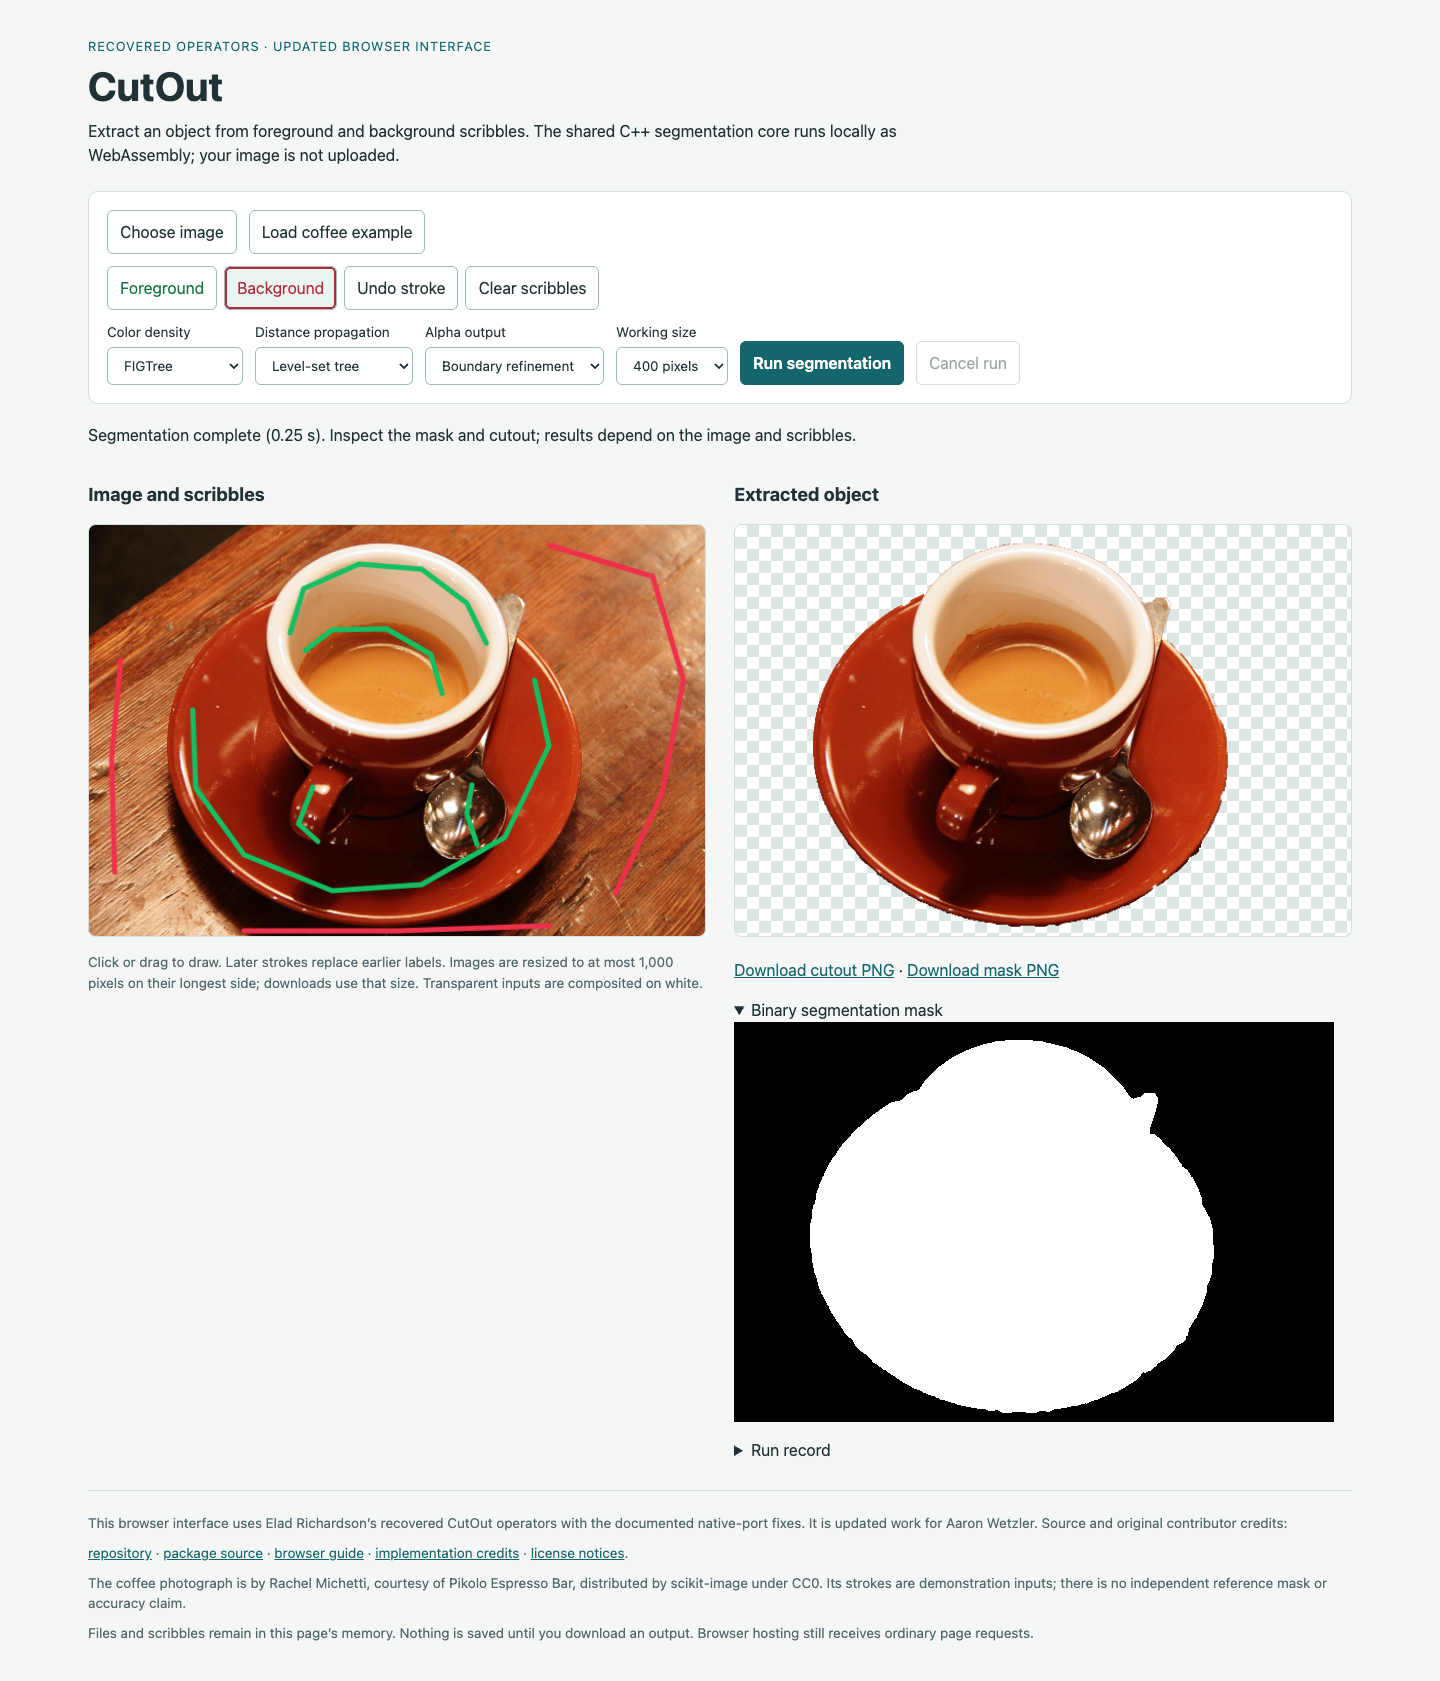 RECOVERED OPERATORS · UPDATED BROWSER INTERFACE
CutOut
Extract an object from foreground and background scribbles. The shared C++ segmentation core runs locally as
WebAssembly; your image is not uploaded.
Choose image Load coffee example
Foreground Background Undo stroke Clear scribbles
Color density Distance propagation Alpha output Working size
FIGTree Level-set tree Boundary refinement 400 pixels Run segmentation Cancel run
Segmentation complete (0.25 s). Inspect the mask and cutout; results depend on the image and scribbles.
Image and scribbles
Click or drag to draw. Later strokes replace earlier labels. Images are resized to at most 1,000
pixels on their longest side; downloads use that size. Transparent inputs are composited on white.
Extracted object
Download cutout PNG · Download mask PNG
▼ Binary segmentation mask
▶ Run record
This browser interface uses Elad Richardson’s recovered CutOut operators with the documented native-port fixes. It is updated work for Aaron Wetzler. Source and original contributor credits:
repository · package source · browser guide · implementation credits · license notices.
The coffee photograph is by Rachel Michetti, courtesy of Pikolo Espresso Bar, distributed by scikit-image under CC0. Its strokes are demonstration inputs; there is no independent reference mask or
accuracy claim.
Files and scribbles remain in this page’s memory. Nothing is saved until you download an output. Browser hosting still receives ordinary page requests.